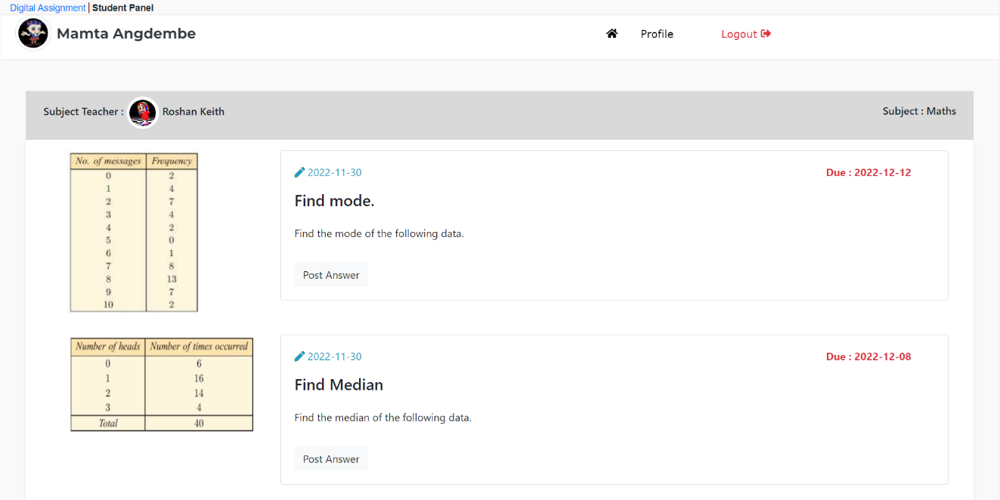 Digital Assignment | Student Panel
Mamta Angdembe
Profile
Logout
Subject Teacher : Roshan Keith
Subject : Maths
No. of messages Frequency
0 2
1 4
2 7
3 4
4 2
5 0
6 1
7 8
8 13
9 7
10 2
2022-11-30
Due : 2022-12-12
Find mode.
Find the mode of the following data.
Post Answer
Number of heads Number of times occurred
0 6
1 16
2 14
3 4
Total 40
2022-11-30
Due : 2022-12-08
Find Median
Find the median of the following data.
Post Answer